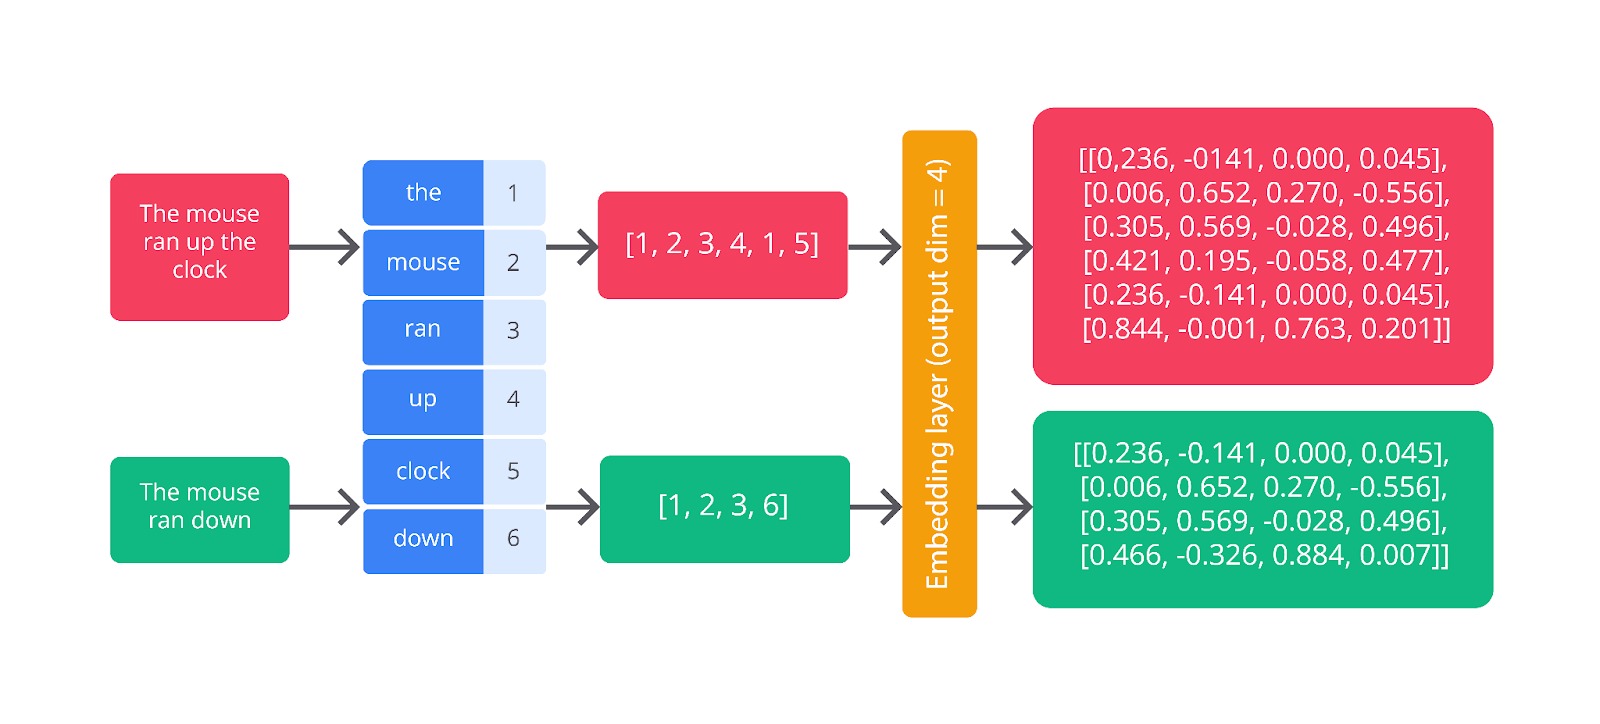 The mouse
ran up the
clock
the 1
mouse 2
ran 3
up 4
clock 5
down 6
[1, 2, 3, 4, 1, 5]
Embedding layer (output dim = 4)
[[0,236, -0141, 0.000, 0.045],
[0.006, 0.652, 0.270, -0.556],
[0.305, 0.569, -0.028, 0.496],
[0.421, 0.195, -0.058, 0.477],
[0.236, -0.141, 0.000, 0.045],
[0.844, -0.001, 0.763, 0.201]]
The mouse
ran down
[1, 2, 3, 6]
[[0.236, -0.141, 0.000, 0.045],
[0.006, 0.652, 0.270, -0.556],
[0.305, 0.569, -0.028, 0.496],
[0.466, -0.326, 0.884, 0.007]]